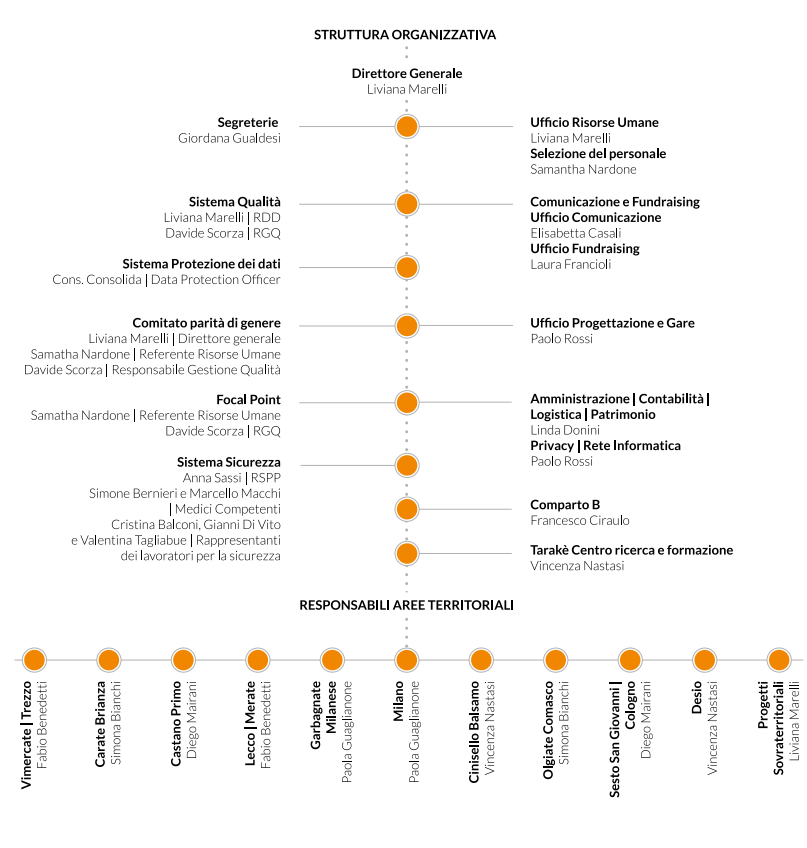 STRUTTURA ORGANIZZATIVA
Direttore Generale
Liviana Marelli
Segreterie
Giordana Gualdesi
Ufficio Risorse Umane
Liviana Marelli
Selezione del personale
Samantha Nardone
Sistema Qualità
Liviana Marelli | RDD
Davide Scorza | RGQ
Comunicazione e Fundraising
Ufficio Comunicazione
Elisabetta Casali
Ufficio Fundraising
Laura Francioli
Sistema Protezione dei dati
Cons. Consolida | Data Protection Officer
Comitato parità di genere
Liviana Marelli | Direttore generale
Samatha Nardone | Referente Risorse Umane
Davide Scorza | Responsabile Gestione Qualità
Ufficio Progettazione e Gare
Paolo Rossi
Focal Point
Samatha Nardone | Referente Risorse Umane
Davide Scorza | RGQ
Amministrazione | Contabilità |
Logistica | Patrimonio
Linda Donini
Privacy | Rete Informatica
Paolo Rossi
Sistema Sicurezza
Anna Sassi | RSPP
Simone Bernieri e Marcello Macchi
| Medici Competenti
Cristina Balconi, Gianni Di Vito
e Valentina Tagliabue | Rappresentanti
dei lavoratori per la sicurezza
Comparto B
Francesco Ciraulo
Tarakè Centro ricerca e formazione
Vincenza Nastasi
RESPONSABILI AREE TERRITORIALI
Vimercate | Trezzo
Fabio Benedetti
Carate Brianza
Simona Bianchi
Castano Primo
Diego Mairani
Lecco | Merate
Fabio Benedetti
Garbagnate
Milanese
Paola Guaglianone
Milano
Paola Guaglianone
Cinisello Balsamo
Vincenza Nastasi
Olgiate Comasco
Simona Bianchi
Sesto San Giovanni |
Cologno
Diego Mairani
Desio
Vincenza Nastasi
Progetti
Sovraterritoriali
Liviana Marelli